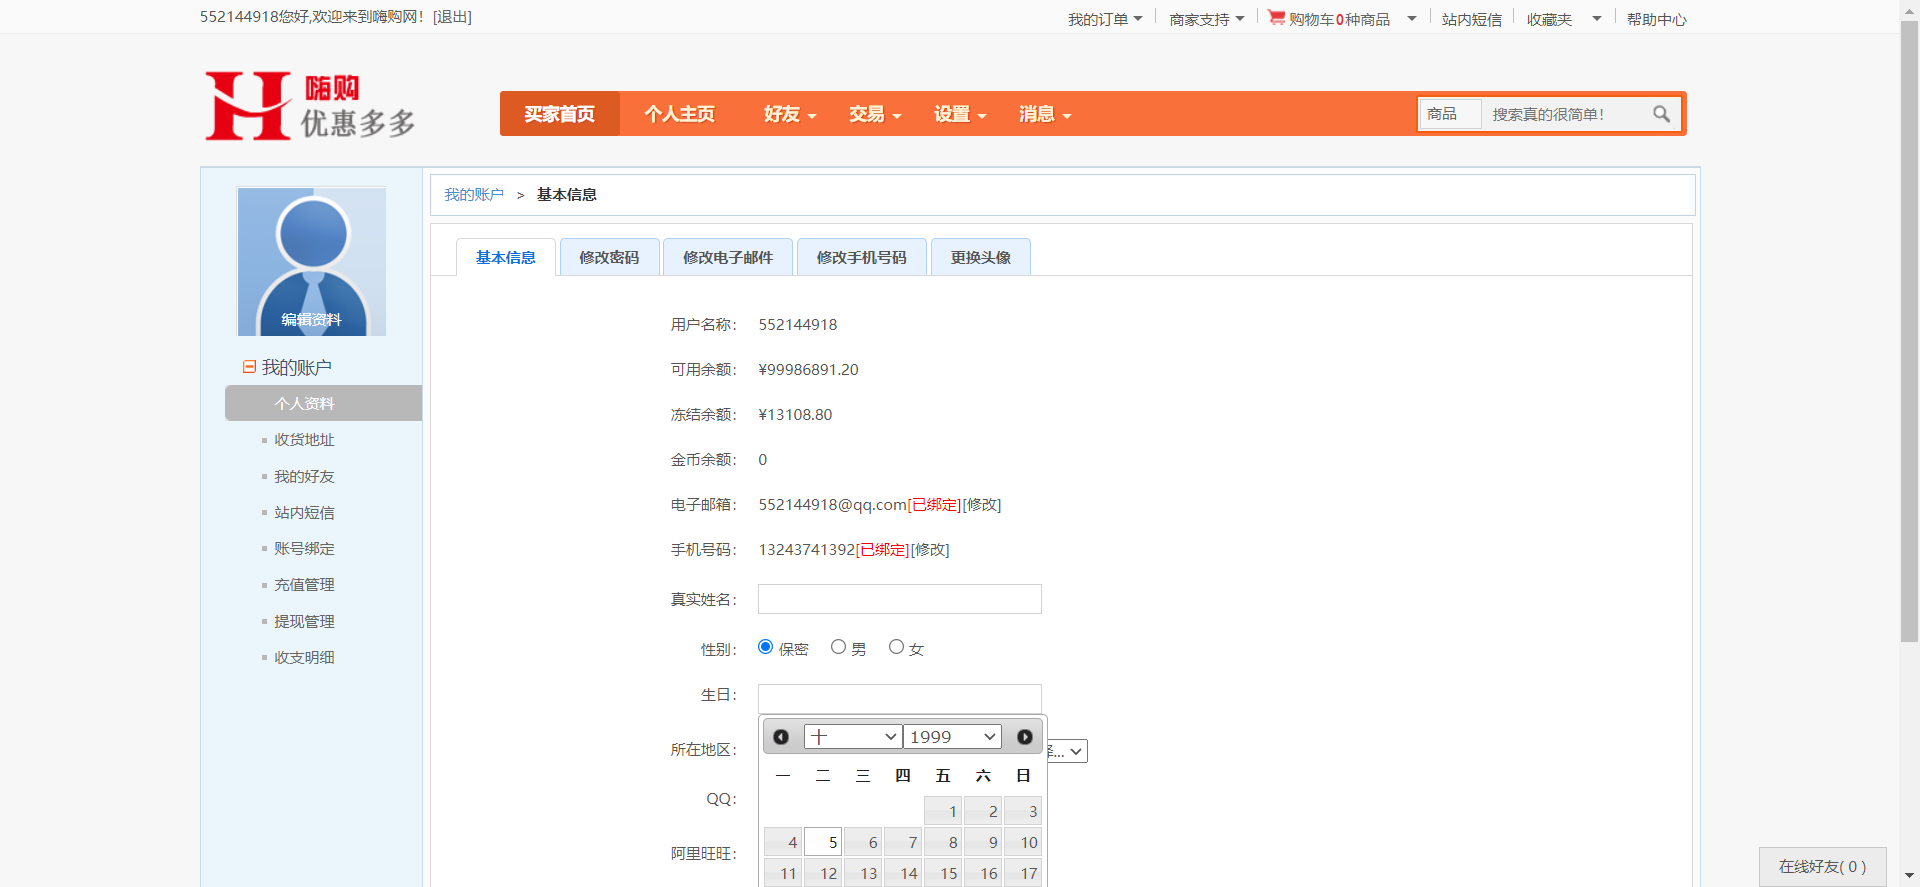 552144918您好,欢迎来到嗨购网！[退出]
我的订单 商家支持 购物车0种商品 站内短信 收藏夹 帮助中心
嗨购
优惠多多
买家首页 个人主页 好友 交易 设置 消息 商品 搜索真的很简单！
我的账户 > 基本信息
编辑资料
我的账户
个人资料
收货地址
我的好友
站内短信
账号绑定
充值管理
提现管理
收支明细
基本信息 修改密码 修改电子邮件 修改手机号码 更换头像
用户名称： 552144918
可用余额： ¥99986891.20
冻结余额： ¥13108.80
金币余额： 0
电子邮箱： 552144918@qq.com[已绑定][修改]
手机号码： 13243741392[已绑定][修改]
真实姓名：
性别： 保密 男 女
生日：
十 1999
所在地区：
一 二 三 四 五 六 日
QQ：
1 2 3
4 5 6 7 8 9 10
阿里旺旺：
11 12 13 14 15 16 17
在线好友( 0 )